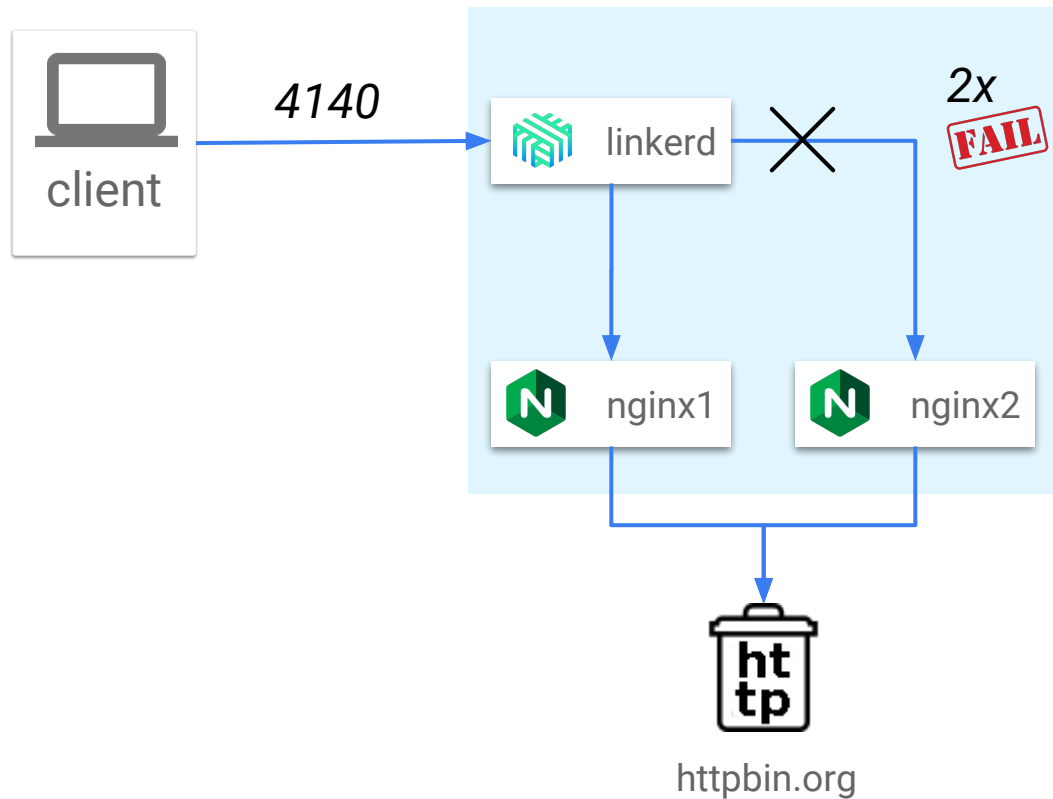 4140
2x
FAIL
linkerd
client
N nginx1
N nginx2
ht
tp
httpbin.org